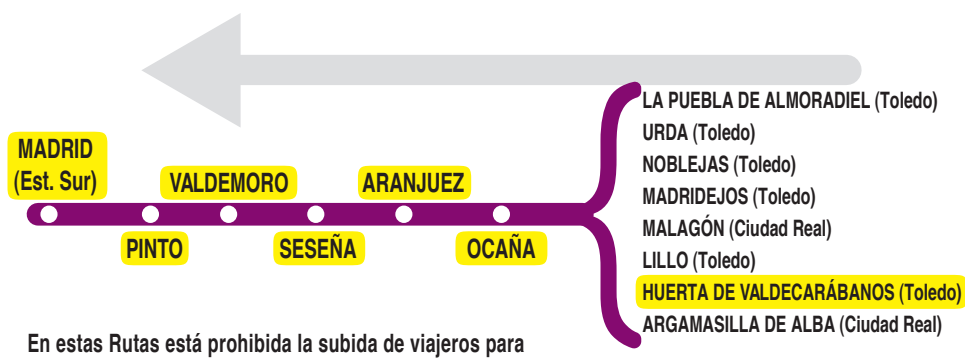 MADRID
(Est. Sur)
VALDEMORO
ARANJUEZ
PINTO
SESEÑA
OCAÑA
LA PUEBLA DE ALMORADIEL (Toledo)
URDA (Toledo)
NOBLEJAS (Toledo)
MADRIDEJOS (Toledo)
MALAGÓN (Ciudad Real)
LILLO (Toledo)
HUERTA DE VALDECARÁBANOS (Toledo)
ARGAMASILLA DE ALBA (Ciudad Real)
En estas Rutas está prohibida la subida de viajeros para